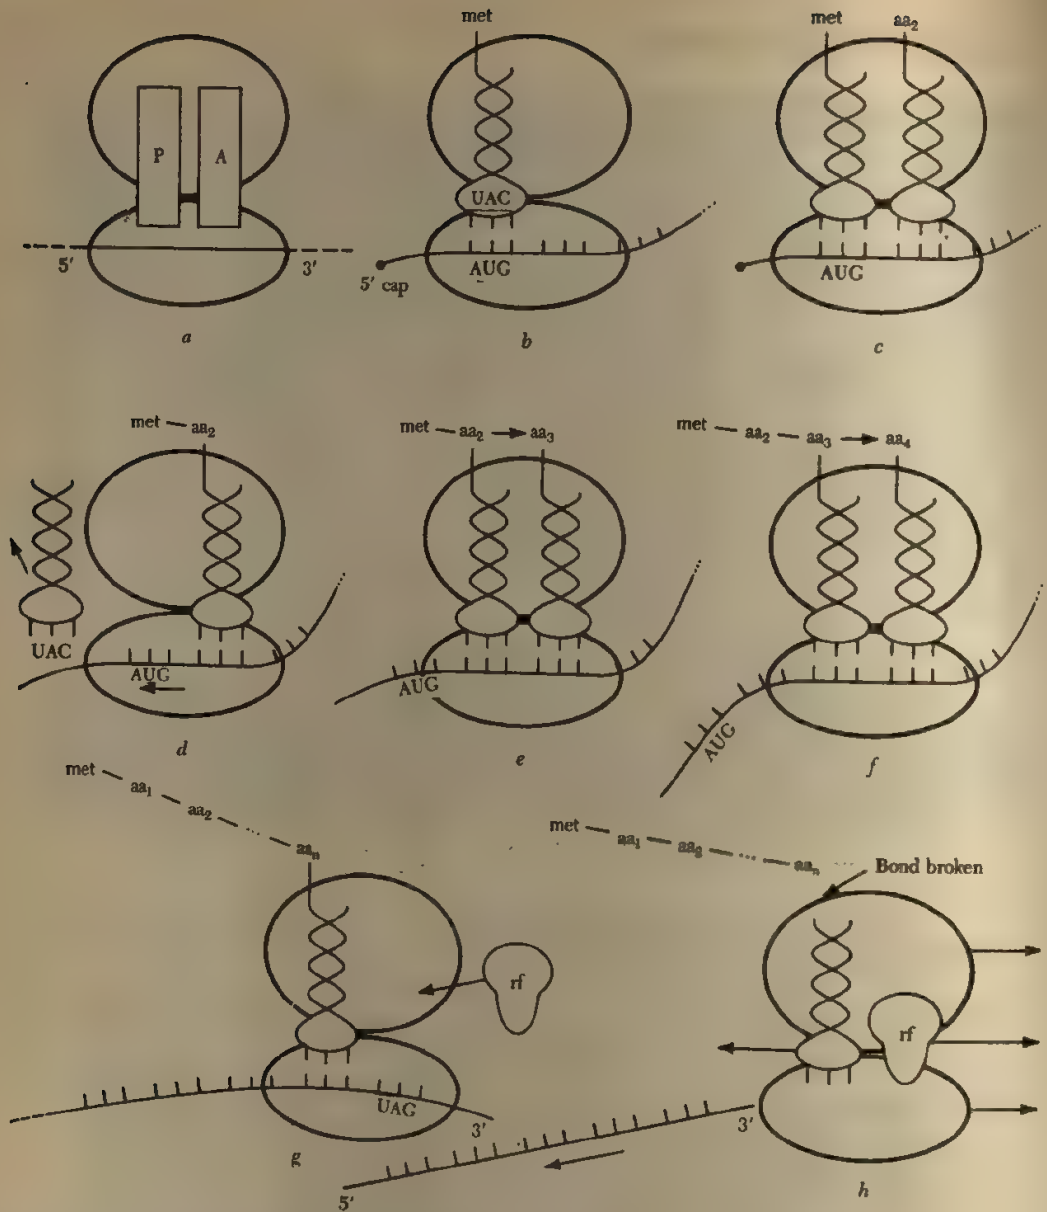 met
met
aa₂
P
A
UAC
5'
3'
AUG
5' cap
AUG
a
b
c
met — aa₂
met — aa₂ → aa₃
met — aa₂ — aa₃ → aa₄
UAC
AUG
AUG
AUG
d
e
f
met — aa₁ — aa₂ — ... — aaₙ
met — aa₁ — aa₂ — ... — aaₙ
Bond broken
rf
rf
UAG
3'
3'
g
5'
h